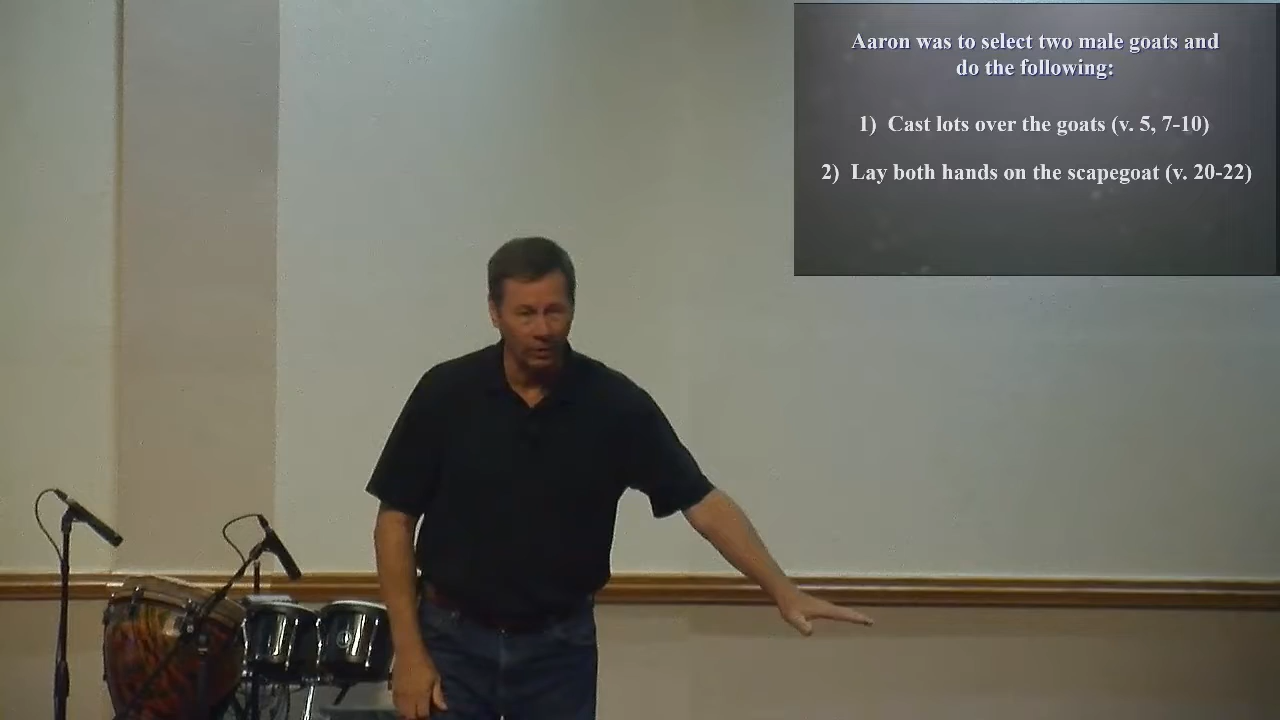 Aaron was to select two male goats and
do the following:
1) Cast lots over the goats (v. 5, 7-10)
2) Lay both hands on the scapegoat (v. 20-22)